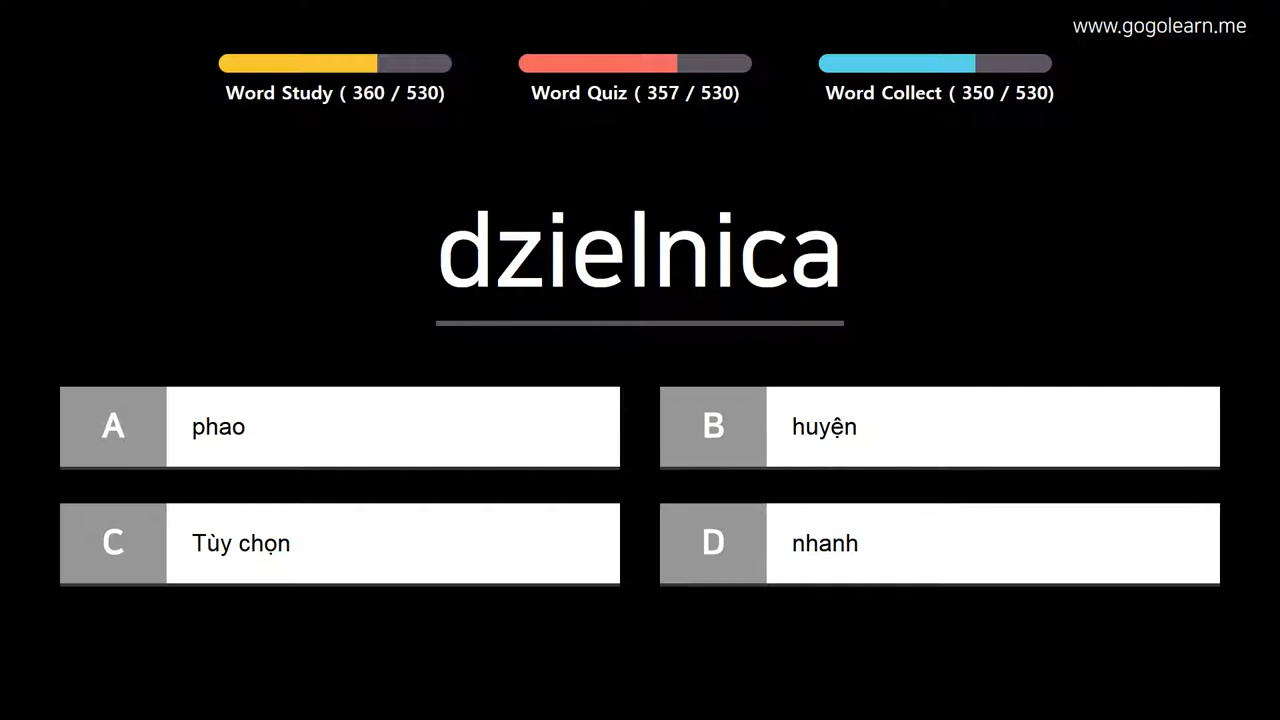 www.gogolearn.me
Word Study ( 360 / 530)
Word Quiz ( 357 / 530)
Word Collect ( 350 / 530)
dzielnica
A phao
B huyện
C Tùy chọn
D nhanh